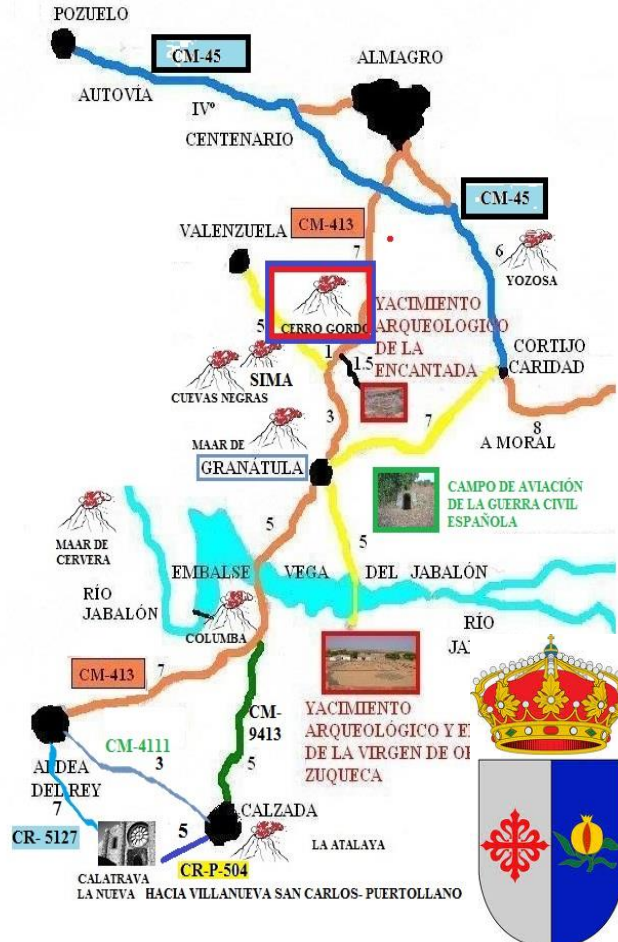 POZUELO
CM-45
ALMAGRO
AUTOVÍA
IVº
CENTENARIO
CM-45
CM-413
VALENZUELA
7
6
YOZOSA
CERRO GORDO
YACIMIENTO
ARQUEOLOGICO
DE LA
ENCANTADA
5
1
1.5
CORTIJO
CARIDAD
SIMA
CUEVAS NEGRAS
3
7
8
A MORAL
MAAR DE
GRANÁTULA
CAMPO DE AVIACIÓN
DE LA GUERRA CIVIL
ESPAÑOLA
5
5
MAAR DE
CERVERA
EMBALSE VEGA DEL JABALÓN
RÍO
JABALÓN
RÍO
COLUMBA
CM-413
7
YACIMIENTO
ARQUEOLÓGICO Y
DE LA VIRGEN DE
ZUQUECA
CM-
9413
5
CM-4111
3
ALDEA
DEL REY
7
CALZADA
CR- 5127
5
LA ATALAYA
CR-P-504
CALATRAVA
LA NUEVA
HACIA VILLANUEVA SAN CARLOS- PUERTOLLANO